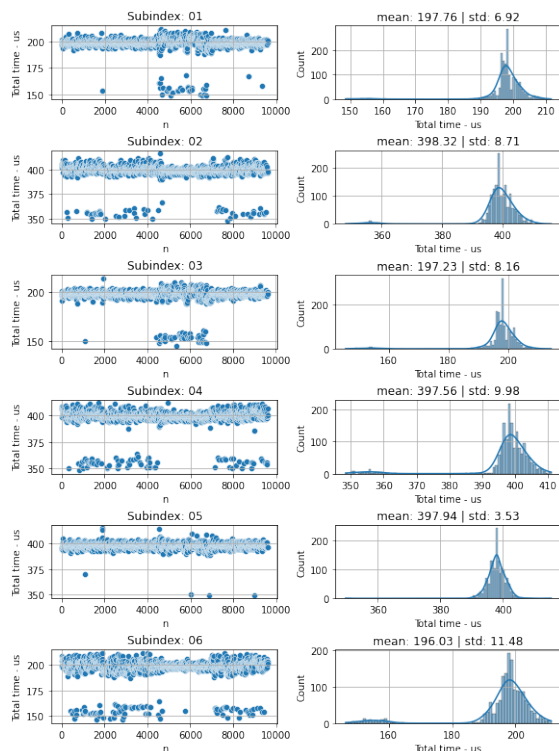 Subindex: 01
mean: 197.76 | std: 6.92
Total time - us
200
175
150
0
2000
4000
6000
8000
10000
n
Count
200
100
0
150
160
170
180
190
200
210
Total time - us
Subindex: 02
mean: 398.32 | std: 8.71
Total time - us
400
375
350
0
2000
4000
6000
8000
10000
n
Count
200
100
0
360
380
400
Total time - us
Subindex: 03
mean: 197.23 | std: 8.16
Total time - us
200
150
0
2000
4000
6000
8000
10000
n
Count
200
0
160
180
200
Total time - us
Subindex: 04
mean: 397.56 | std: 9.98
Total time - us
400
375
350
0
2000
4000
6000
8000
10000
n
Count
200
100
0
350
360
370
380
390
400
410
Total time - us
Subindex: 05
mean: 397.94 | std: 3.53
Total time - us
400
375
350
0
2000
4000
6000
8000
10000
n
Count
200
100
0
360
380
400
Total time - us
Subindex: 06
mean: 196.03 | std: 11.48
Total time - us
200
175
150
0
2000
4000
6000
8000
10000
n
Count
200
100
0
160
180
200
Total time - us